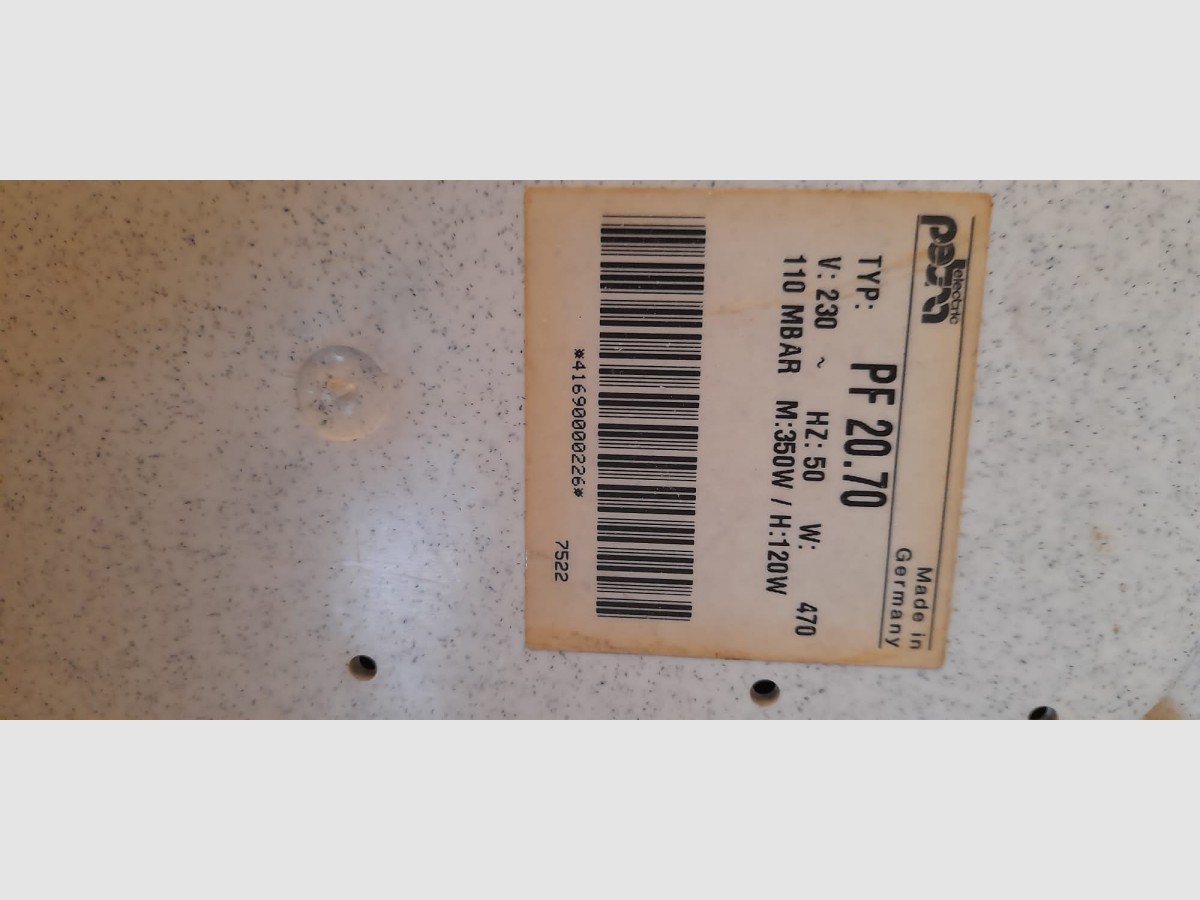 petra
electric
Made in
Germany
TYP: PF 20.70
V: 230 ~ HZ: 50 W: 470
110 MBAR M:350W / H:120W
*41690000226*
7522